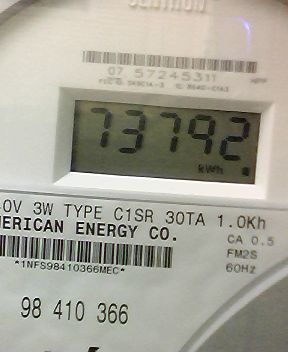 CENTRON
07 57245311
73792
kWh
0V 3W TYPE C1SR 30TA 1.0Kh
ERICAN ENERGY CO.
CA 0.5
FM2S
60Hz
*1NFS98410366MEC*
98 410 366